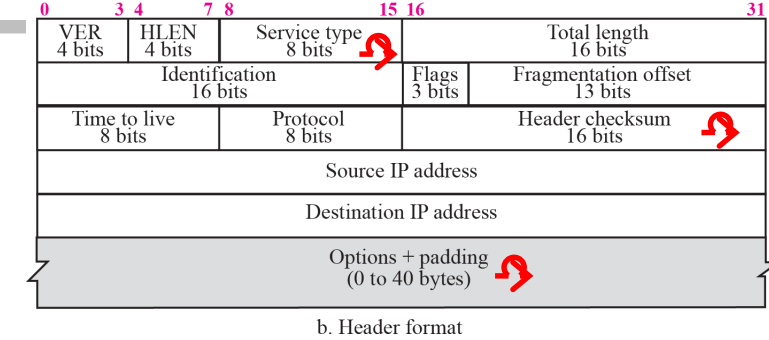 0 3 4 7 8 15 16 31
VER HLEN Service type Total length
4 bits 4 bits 8 bits 16 bits
Identification Flags Fragmentation offset
16 bits 3 bits 13 bits
Time to live Protocol Header checksum
8 bits 8 bits 16 bits
Source IP address
Destination IP address
Options + padding
(0 to 40 bytes)
b. Header format